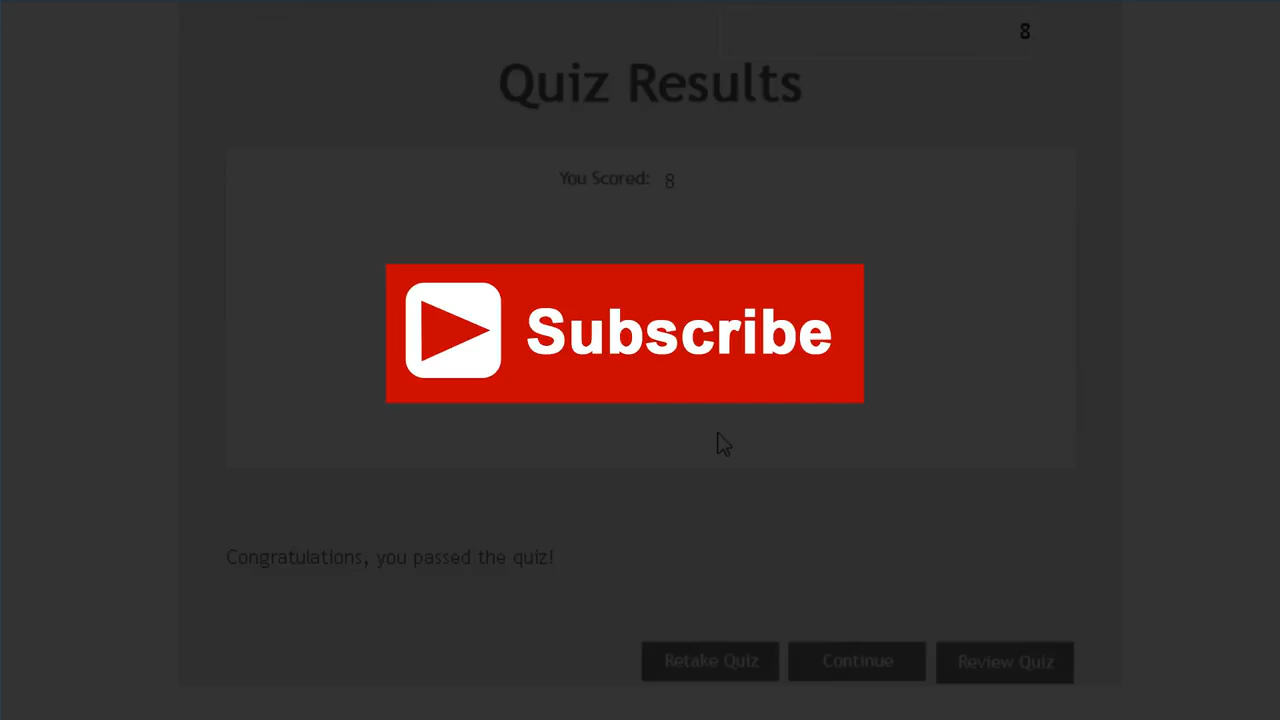 8
Quiz Results
You Scored: 8
Subscribe
Congratulations, you passed the quiz!
Retake Quiz Continue Review Quiz